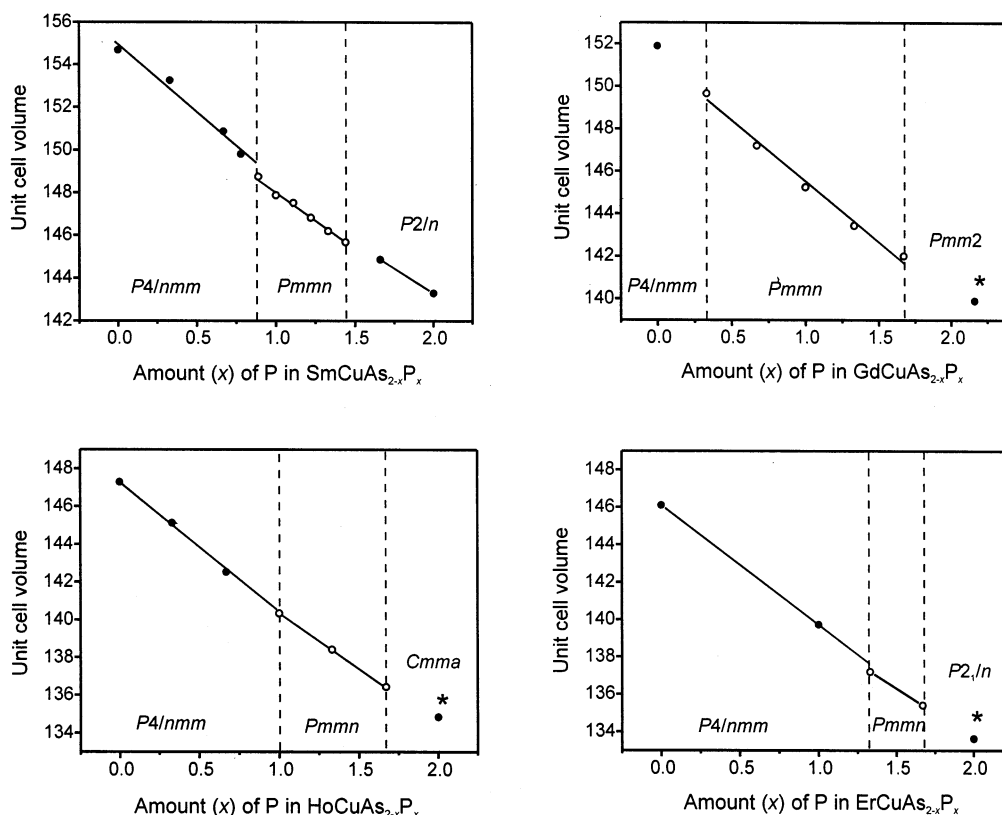 156
154
152
150
148
146
144
142
Unit cell volume
P4/nmm
Pmmn
P2/n
0.0 0.5 1.0 1.5 2.0
Amount (x) of P in SmCuAs2-xPx
152
150
148
146
144
142
140
Unit cell volume
P4/nmm
Pmmn
Pmm2
*
0.0 0.5 1.0 1.5 2.0
Amount (x) of P in GdCuAs2-xPx
148
146
144
142
140
138
136
134
Unit cell volume
P4/nmm
Pmmn
Cmma
*
0.0 0.5 1.0 1.5 2.0
Amount (x) of P in HoCuAs2-xPx
148
146
144
142
140
138
136
134
Unit cell volume
P4/nmm
Pmmn
P21/n
*
0.0 0.5 1.0 1.5 2.0
Amount (x) of P in ErCuAs2-xPx